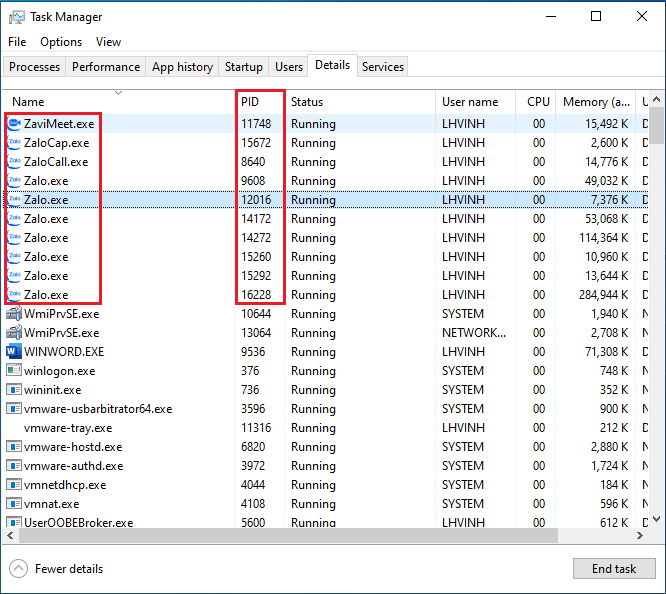 Task Manager
File Options View
Processes Performance App history Startup Users Details Services
Name PID Status User name CPU Memory (a... U
ZaviMeet.exe 11748 Running LHVINH 00 15,492 K D
ZaloCap.exe 15672 Running LHVINH 00 2,600 K D
ZaloCall.exe 8640 Running LHVINH 00 14,776 K D
Zalo.exe 9608 Running LHVINH 00 49,032 K D
Zalo.exe 12016 Running LHVINH 00 7,376 K D
Zalo.exe 14172 Running LHVINH 00 53,068 K D
Zalo.exe 14272 Running LHVINH 00 114,364 K D
Zalo.exe 15260 Running LHVINH 00 10,960 K D
Zalo.exe 15292 Running LHVINH 00 13,644 K D
Zalo.exe 16228 Running LHVINH 00 284,944 K D
WmiPrvSE.exe 10644 Running SYSTEM 00 1,940 K N
WmiPrvSE.exe 13064 Running NETWORK... 00 2,708 K N
WINWORD.EXE 9536 Running LHVINH 00 71,308 K D
winlogon.exe 376 Running SYSTEM 00 748 K N
wininit.exe 736 Running SYSTEM 00 352 K N
vmware-usbarbitrator64.exe 3596 Running SYSTEM 00 900 K N
vmware-tray.exe 11316 Running LHVINH 00 212 K D
vmware-hostd.exe 6820 Running SYSTEM 00 2,880 K N
vmware-authd.exe 3972 Running SYSTEM 00 1,724 K N
vmnetdhcp.exe 4044 Running SYSTEM 00 184 K N
vmnat.exe 4108 Running SYSTEM 00 596 K N
UserOOBEBroker.exe 5600 Running LHVINH 00 612 K D
Fewer details
End task